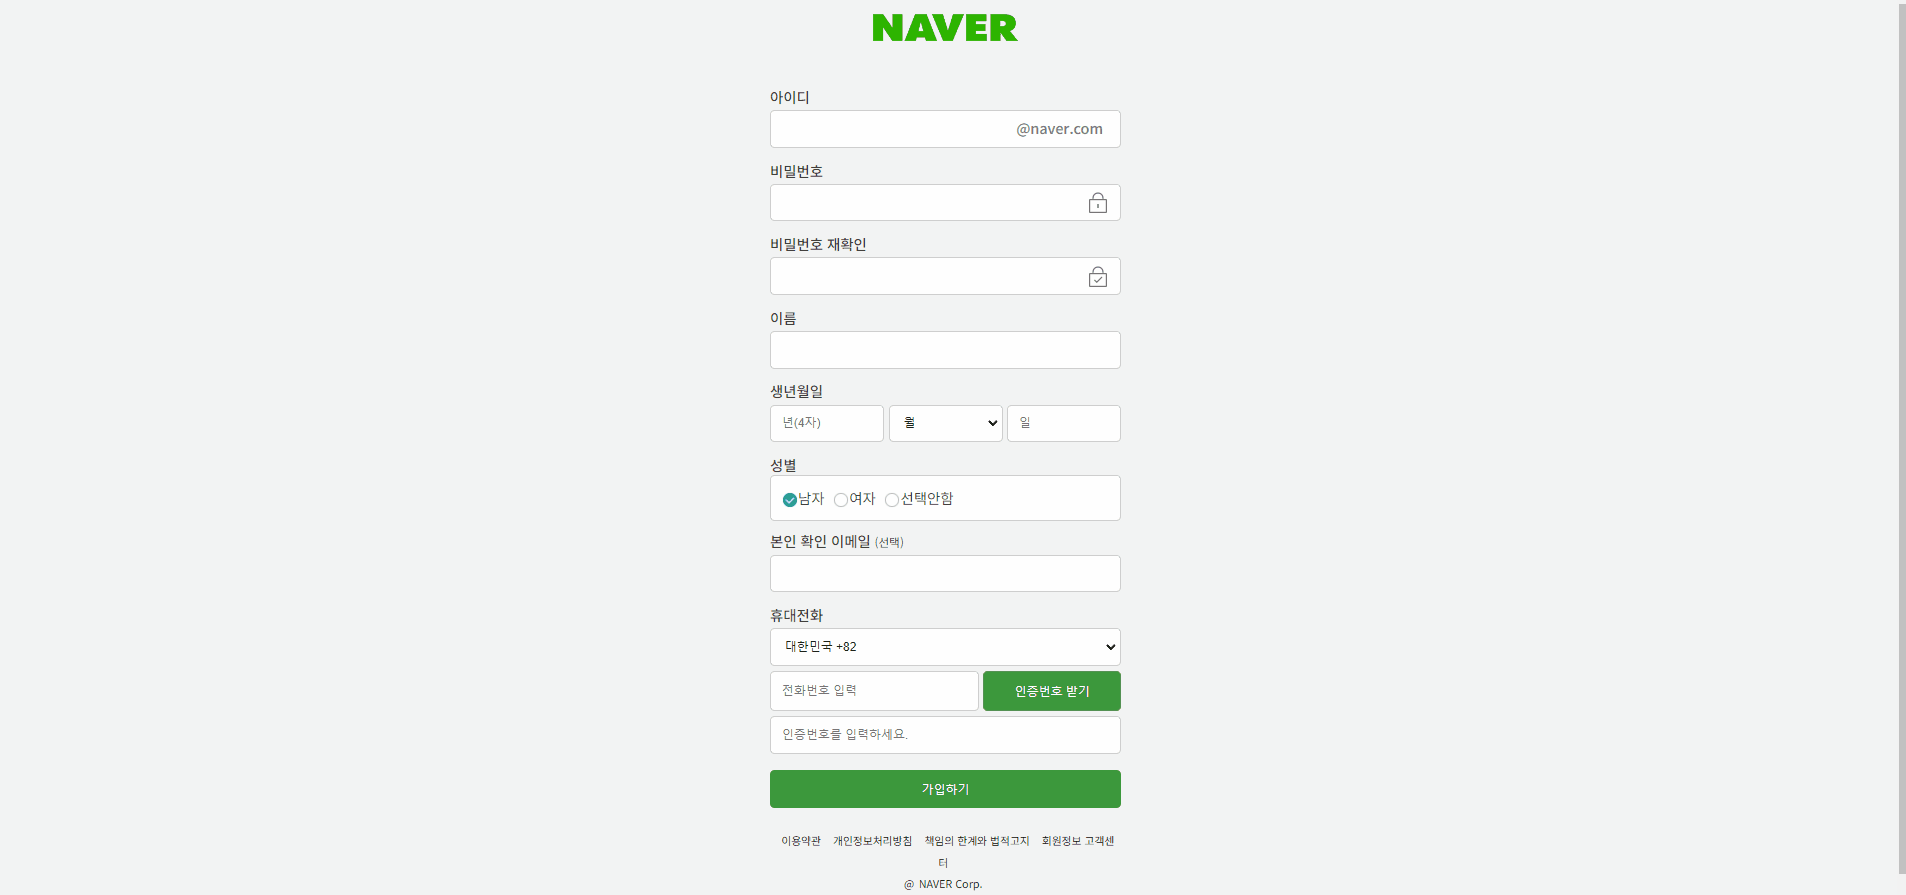 NAVER
아이디
@naver.com
비밀번호
비밀번호 재확인
이름
생년월일
년(4자) 월 일
성별
남자 여자 선택안함
본인 확인 이메일 (선택)
휴대전화
대한민국 +82
전화번호 입력 인증번호 받기
인증번호를 입력하세요.
가입하기
이용약관 개인정보처리방침 책임의 한계와 법적고지 회원정보 고객센
터
@ NAVER Corp.